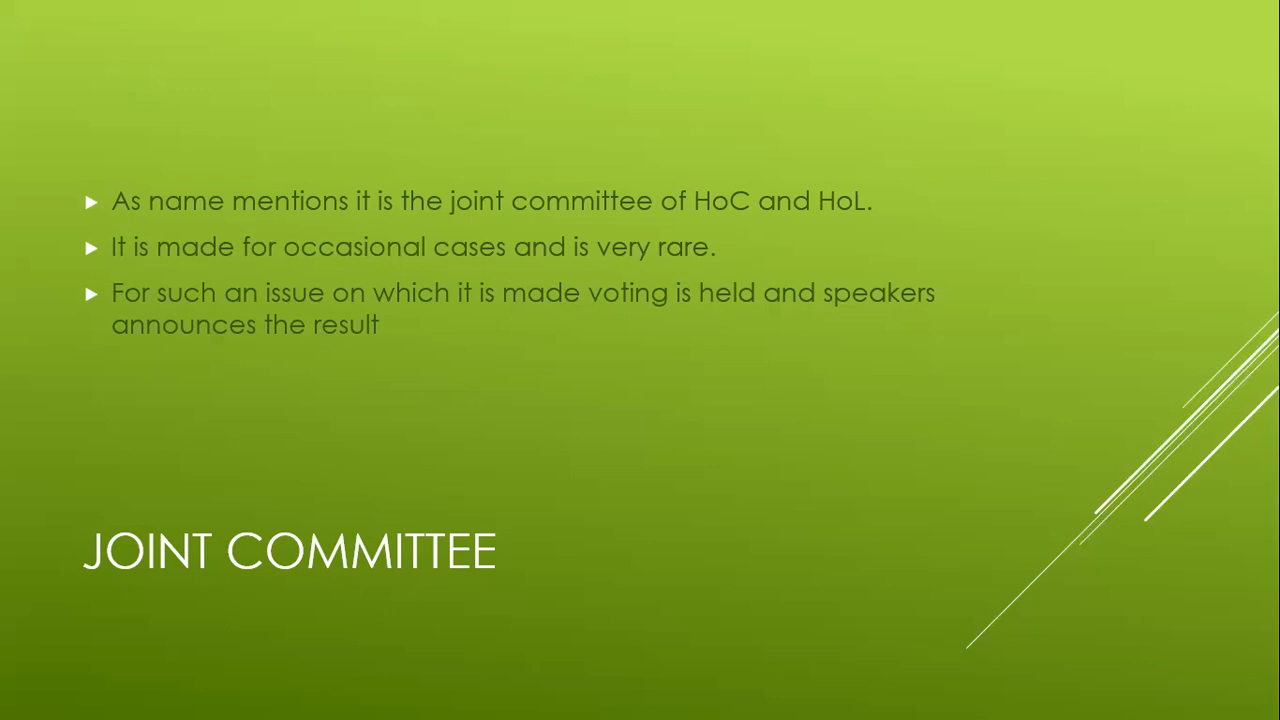 As name mentions it is the joint committee of HoC and HoL.
It is made for occasional cases and is very rare.
For such an issue on which it is made voting is held and speakers
announces the result
JOINT COMMITTEE